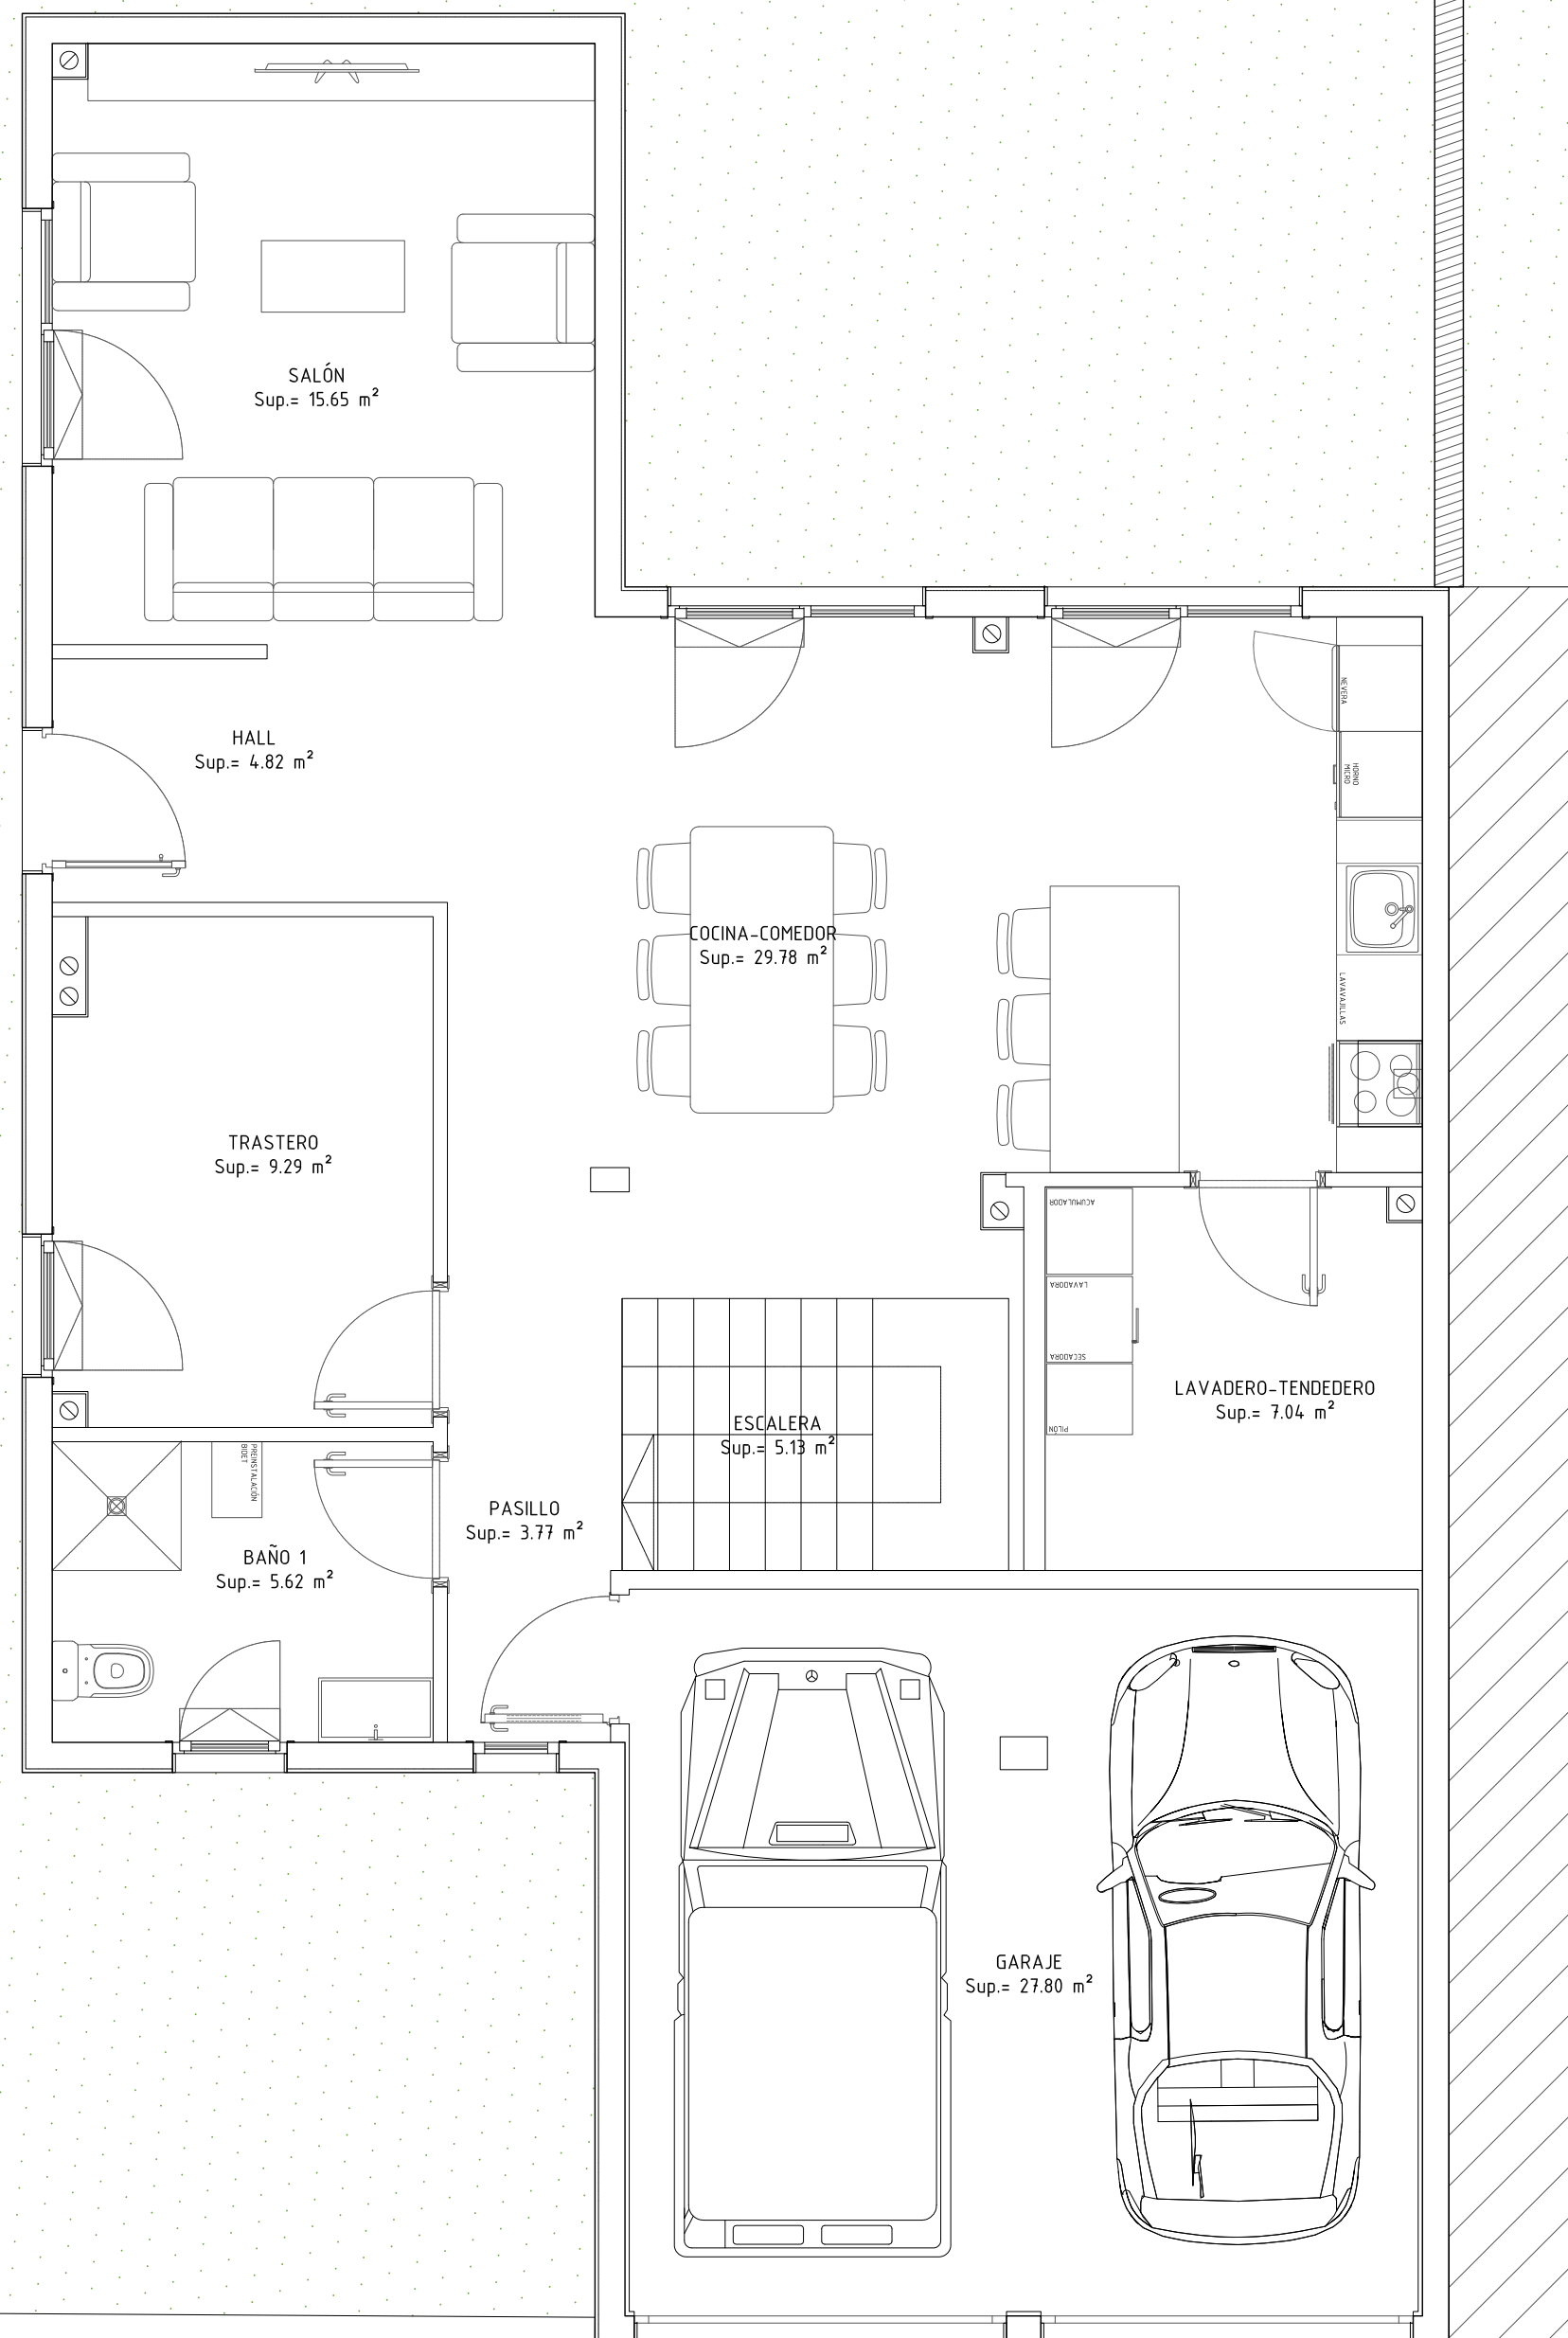 SALÓN
Sup.= 15.65 m²
NEVERA
HALL
Sup.= 4.82 m²
HORNO
MICRO
COCINA-COMEDOR
Sup.= 29.78 m²
LAVAVAJILLAS
TRASTERO
Sup.= 9.29 m²
ACUMULADOR
LAVADORA
SECADORA
LAVADERO-TENDEDERO
Sup.= 7.04 m²
ESCALERA
Sup.= 5.13 m²
PILÓN
PREINSTALACIÓN
BIDET
PASILLO
Sup.= 3.77 m²
BAÑO 1
Sup.= 5.62 m²
GARAJE
Sup.= 27.80 m²